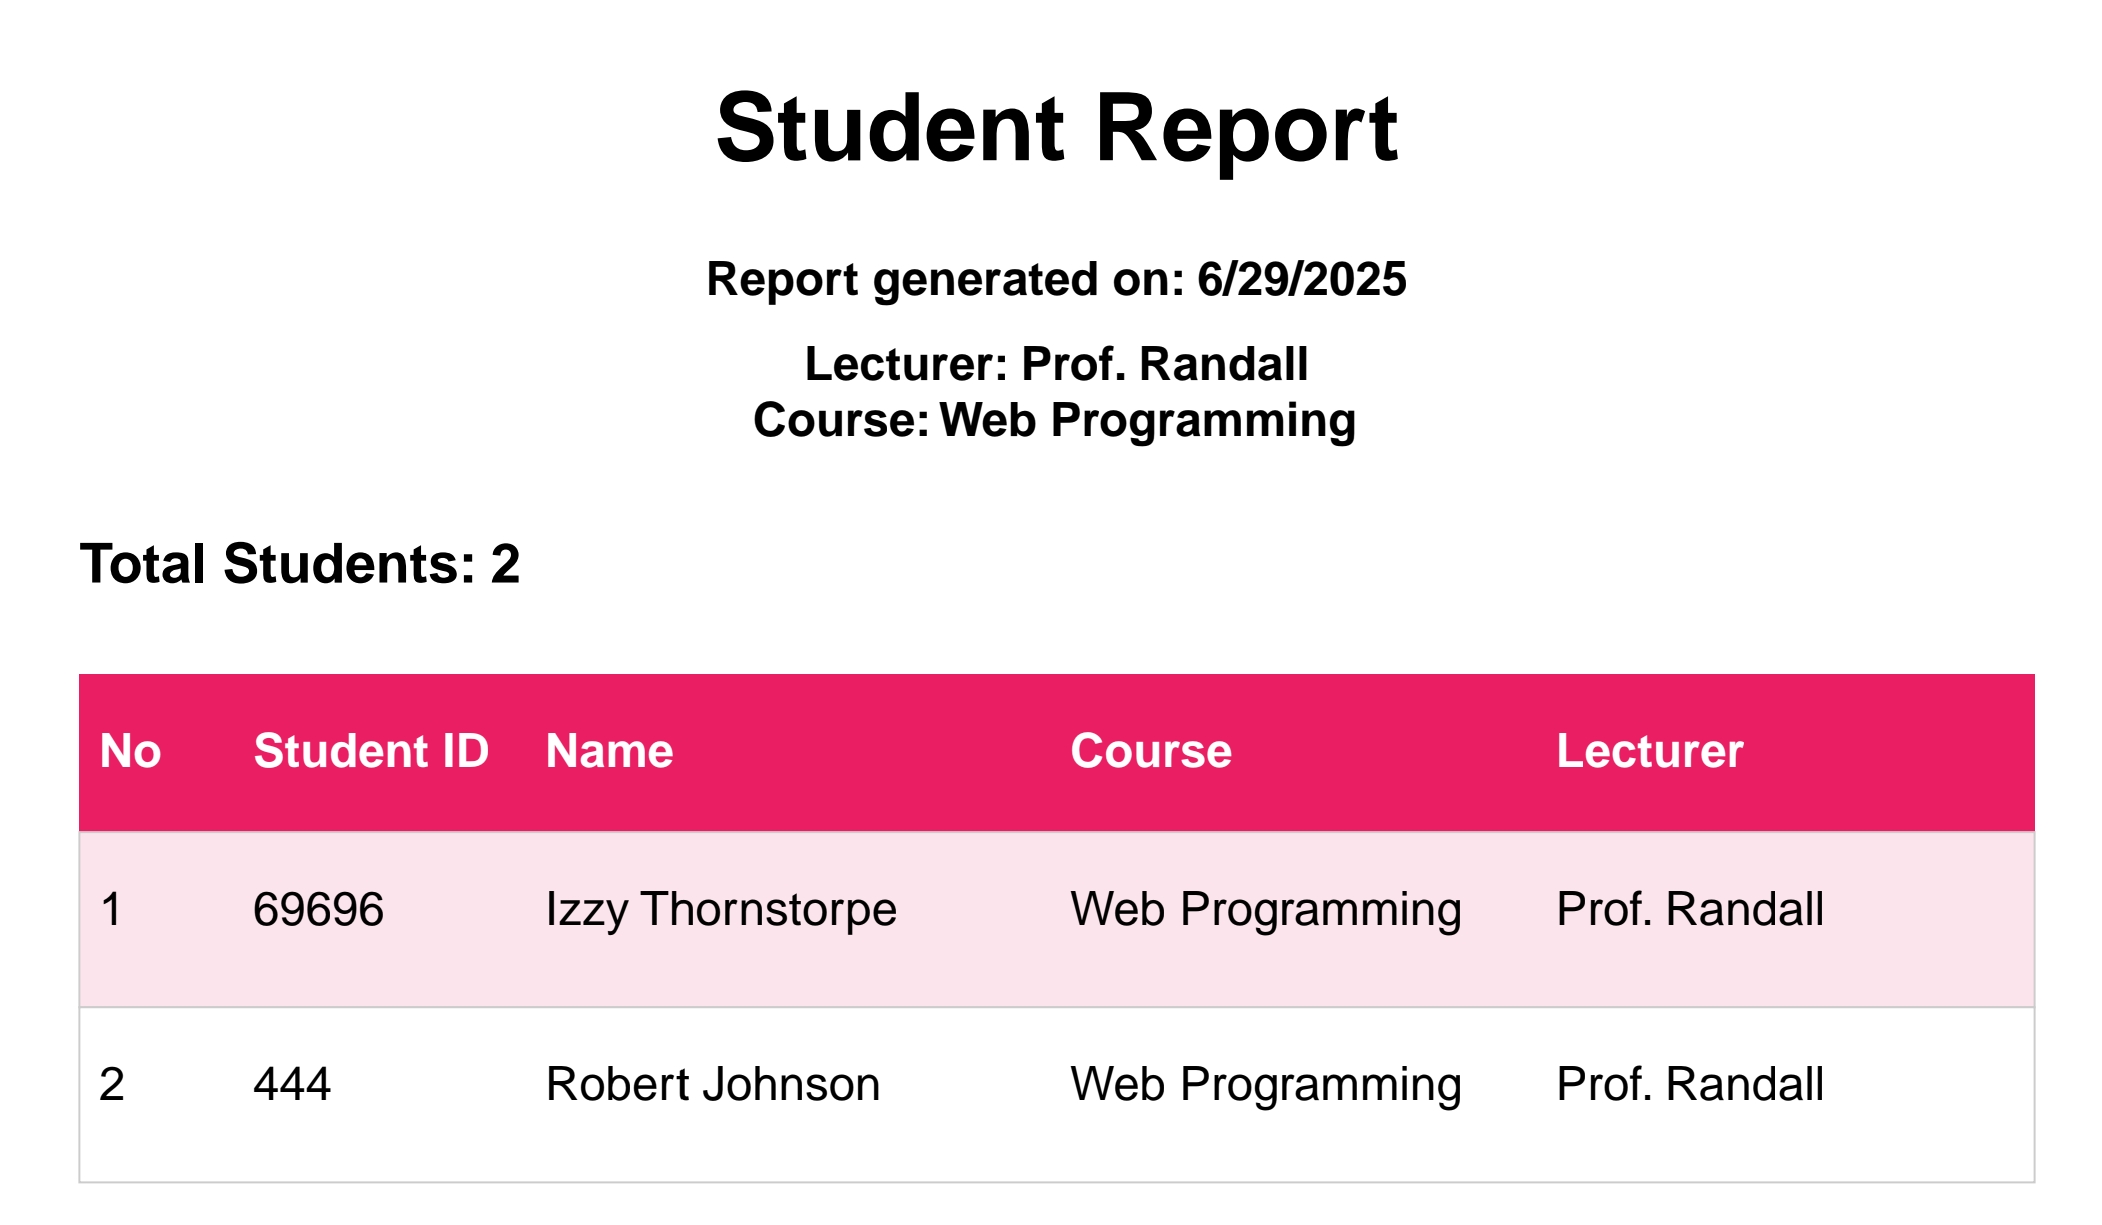 Student Report
Report generated on: 6/29/2025
Lecturer: Prof. Randall
Course: Web Programming
Total Students: 2
No Student ID Name Course Lecturer
1 69696 Izzy Thornstorpe Web Programming Prof. Randall
2 444 Robert Johnson Web Programming Prof. Randall